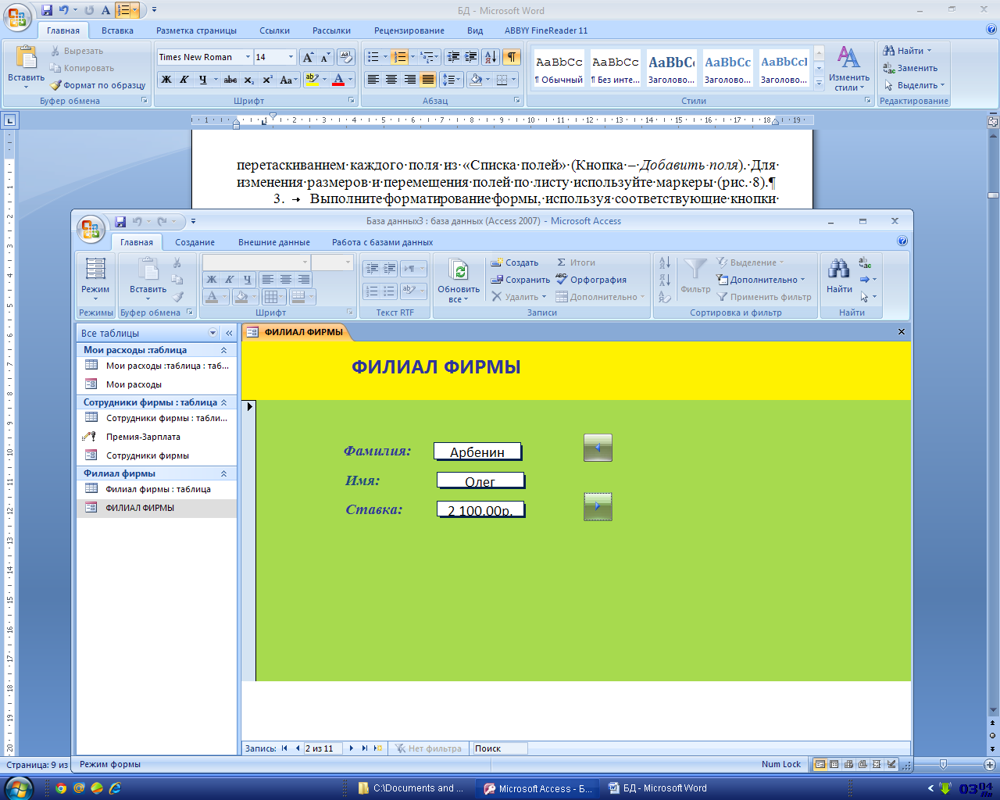 БД - Microsoft Word
Главная Вставка Разметка страницы Ссылки Рассылки Рецензирование Вид ABBYY FineReader 11
Вставить
Вырезать
Копировать
Формат по образцу
Буфер обмена
Times New Roman 14
Ж К Ч abc x₂ x² Aa
Шрифт
Абзац
AaBbCc AaBbCc AaBbC AaBbCc AaBbCcI
¶ Обычный ¶ Без инте... Заголово... Заголово... Заголово...
Изменить стили
Стили
Найти
Заменить
Выделить
Редактирование
1 1 2 3 4 5 6 7 8 9 10 11 12 13 14 15 16 17 18 19
перетаскиванием каждого поля из «Списка полей» (Кнопка – Добавить поля). Для
изменения размеров и перемещения полей по листу используйте маркеры (рис. 8).¶
3. → Выполните форматирование формы, используя соответствующие кнопки
База данных3 : база данных (Access 2007) - Microsoft Access
Главная Создание Внешние данные Работа с базами данных
Режим
Режимы
Вставить
Буфер обмена
Ж К Ч
Шрифт
Текст RTF
Обновить все
Создать
Сохранить
Удалить
Итоги
Орфография
Дополнительно
Записи
Фильтр
Выделение
Дополнительно
Применить фильтр
Сортировка и фильтр
Найти
Найти
Все таблицы
Мои расходы :таблица
Мои расходы :таблица : таб...
Мои расходы
Сотрудники фирмы : таблица
Сотрудники фирмы : табли...
Премия-Зарплата
Сотрудники фирмы
Филиал фирмы
Филиал фирмы : таблица
ФИЛИАЛ ФИРМЫ
ФИЛИАЛ ФИРМЫ
ФИЛИАЛ ФИРМЫ
Фамилия: Арбенин
Имя: Олег
Ставка: 2 100,00р.
Запись: 2 из 11 Нет фильтра Поиск
Страница: 9 из
Режим формы
Num Lock
C:\Documents and ... Microsoft Access - Б... БД - Microsoft Word
03:04